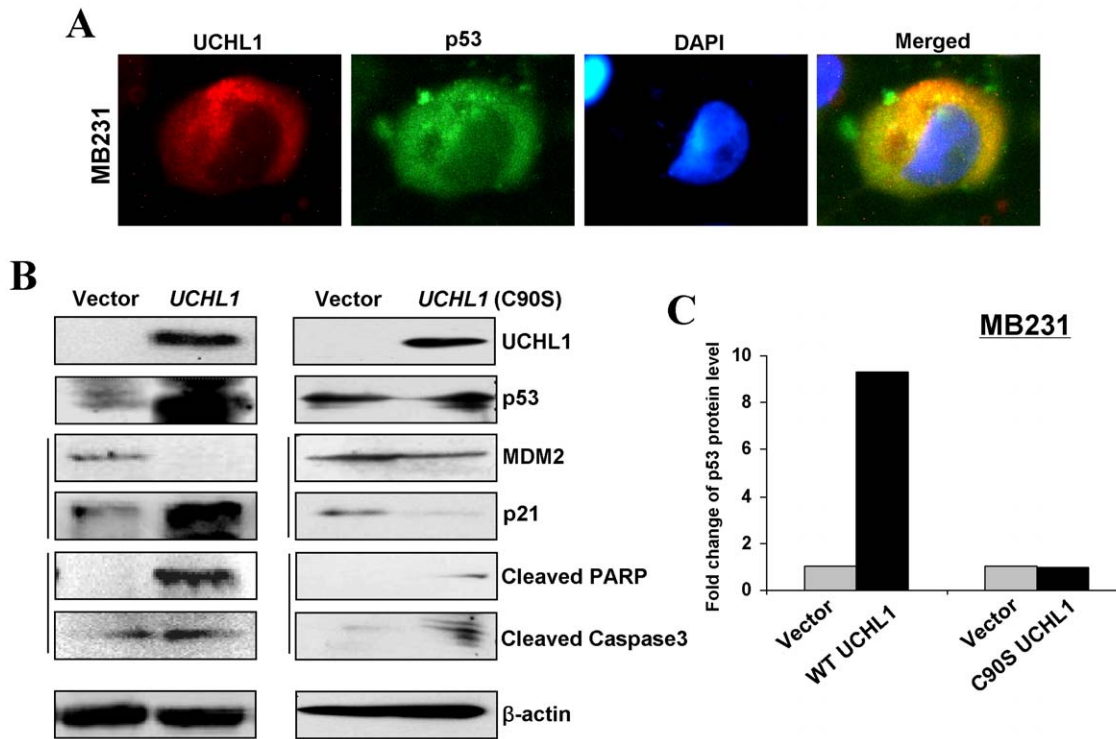 A
UCHL1 p53 DAPI Merged
MB231
B
Vector UCHL1 Vector UCHL1 (C90S)
UCHL1
p53
MDM2
p21
Cleaved PARP
Cleaved Caspase3
β-actin
C
MB231
Fold change of p53 protein level
10
8
6
4
2
0
Vector
WT UCHL1
Vector
C90S UCHL1